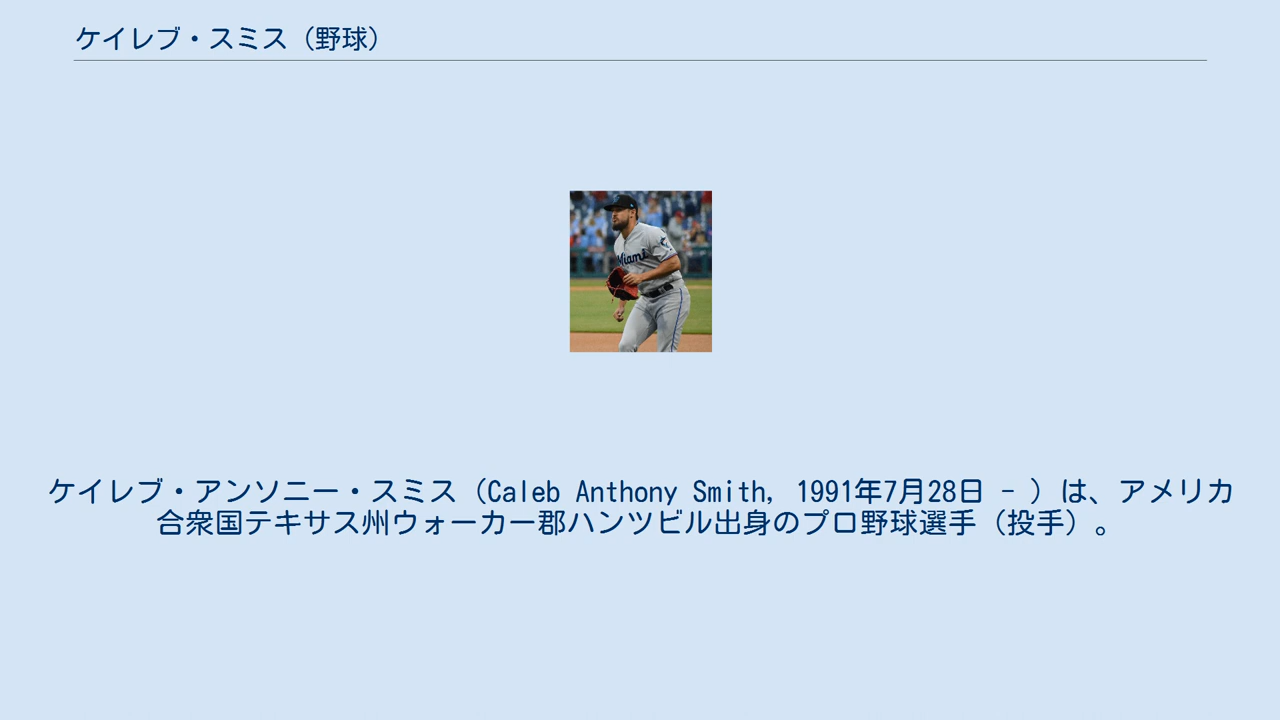 ケイレブ・スミス（野球）
Miami
ケイレブ・アンソニー・スミス（Caleb Anthony Smith, 1991年7月28日 - ）は、アメリカ
合衆国テキサス州ウォーカー郡ハンツビル出身のプロ野球選手（投手）。